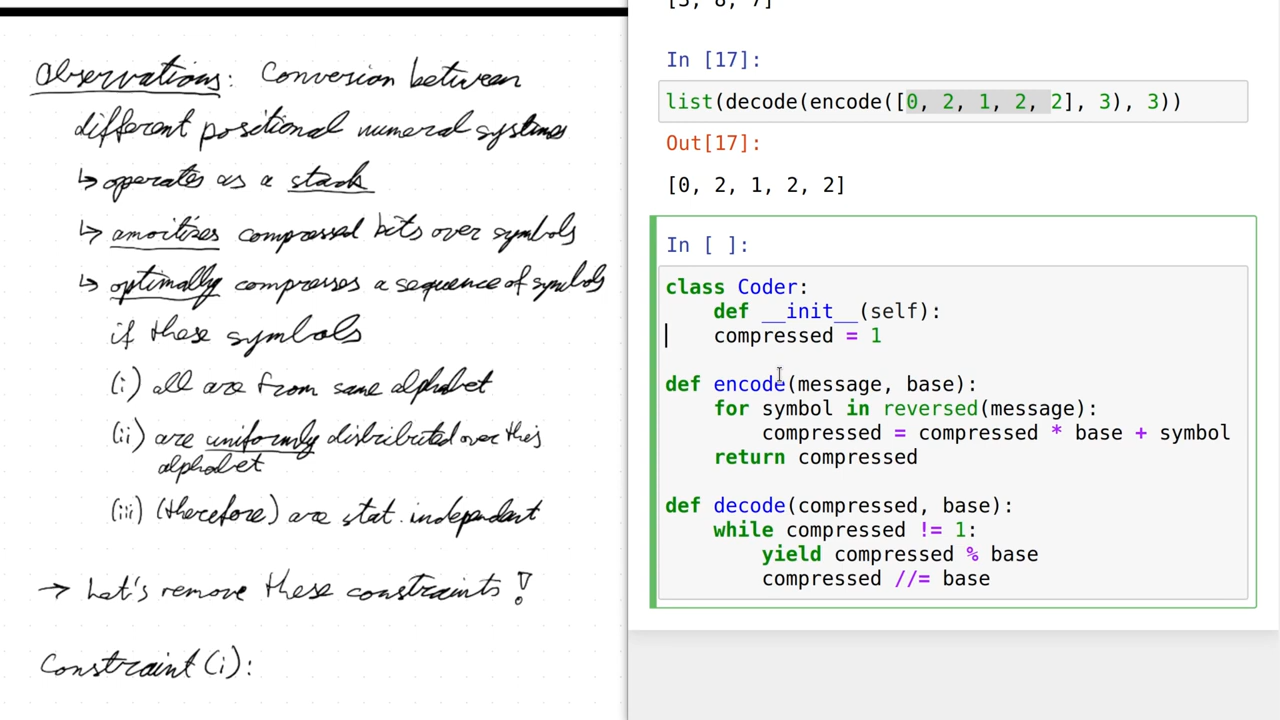 Observations: Conversion between
different positional numeral systems
↳ operates as a stack
↳ amortizes compressed bits over symbols
↳ optimally compresses a sequence of symbols
if these symbols
(i) all are from same alphabet
(ii) are uniformly distributed over this
alphabet
(iii) (therefore) are stat. independent
→ Let's remove these constraints!
Constraint (i):
In [17]:
list(decode(encode([0, 2, 1, 2, 2], 3), 3))
Out[17]:
[0, 2, 1, 2, 2]
In [ ]:
class Coder:
    def __init__(self):
    compressed = 1
def encode(message, base):
    for symbol in reversed(message):
        compressed = compressed * base + symbol
    return compressed
def decode(compressed, base):
    while compressed != 1:
        yield compressed % base
        compressed //= base